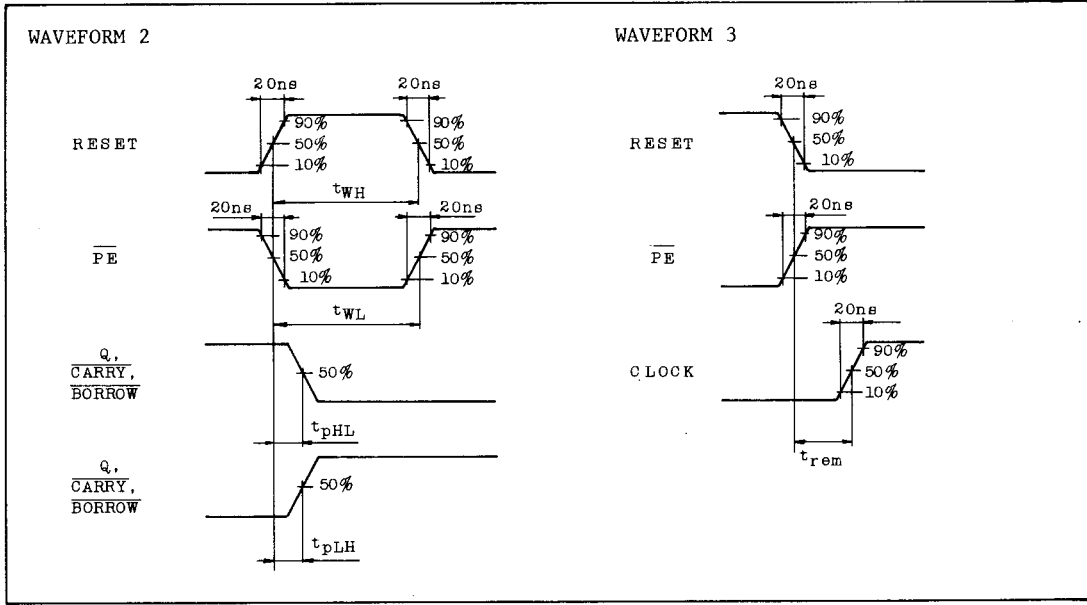 WAVEFORM 2
20ns 20ns
90% 90%
RESET 50% 50%
10% 10%
tWH
20ns 20ns
90% 90%
PE 50% 50%
10% 10%
tWL
Q,
CARRY, 50%
BORROW
tpHL
Q,
CARRY, 50%
BORROW
tpLH
WAVEFORM 3
20ns
90%
RESET 50%
10%
20ns
90%
PE 50%
10%
20ns
90%
CLOCK 50%
10%
trem